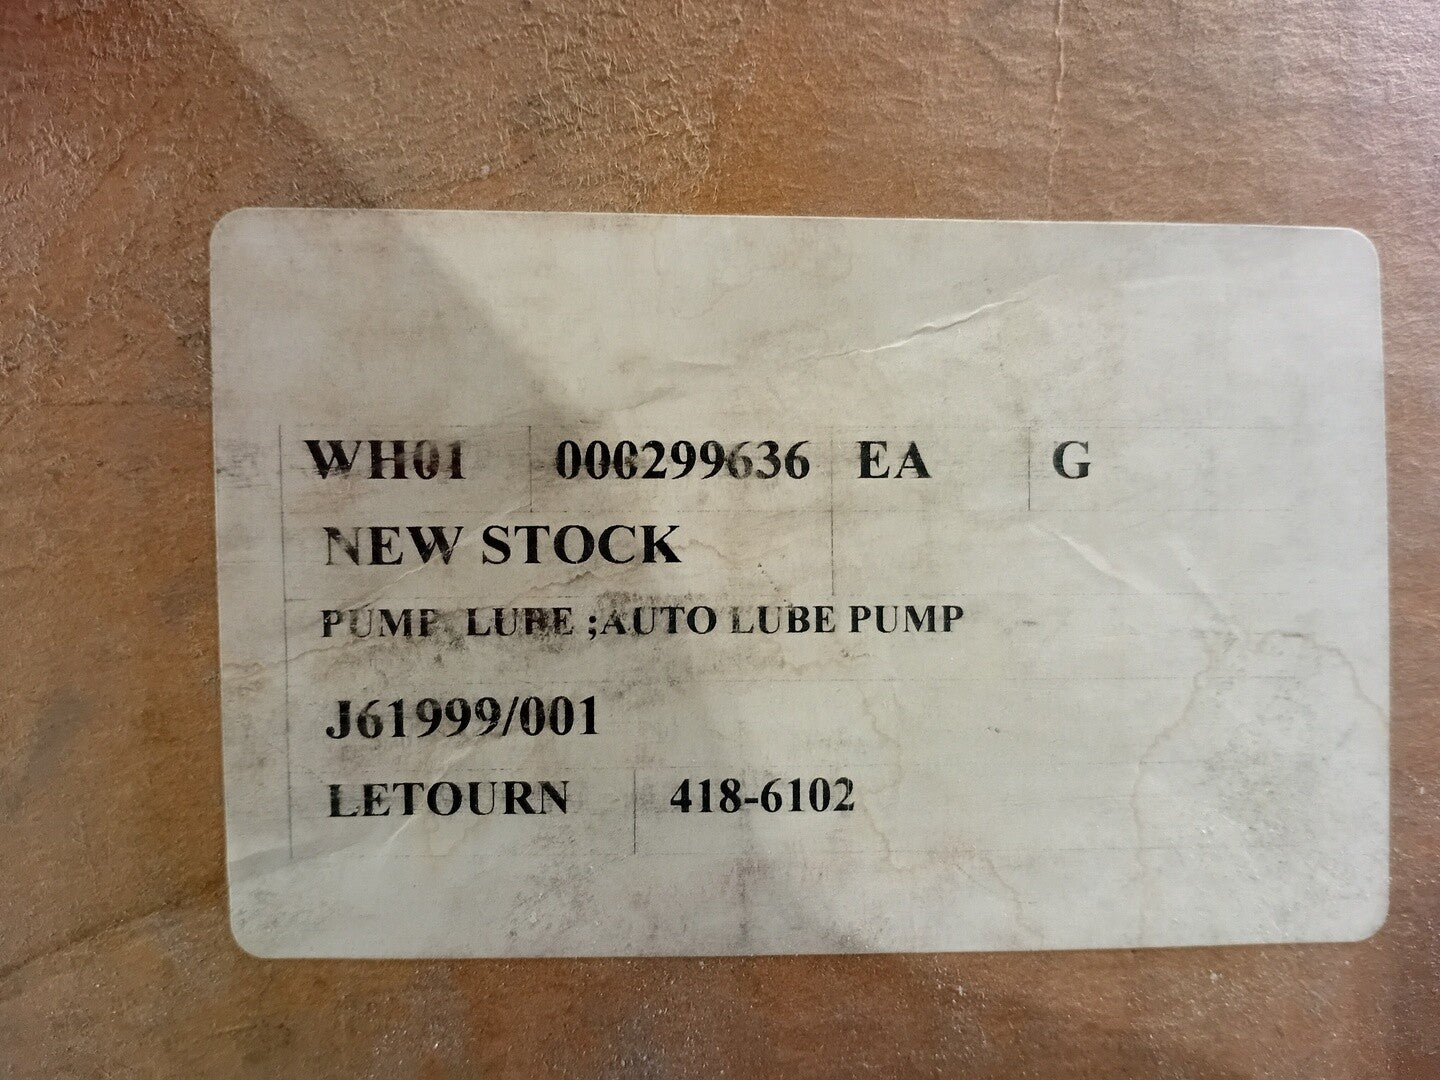 WH01 000299636 EA G
NEW STOCK
PUMP, LUBE ;AUTO LUBE PUMP
J61999/001
LETOURN 418-6102